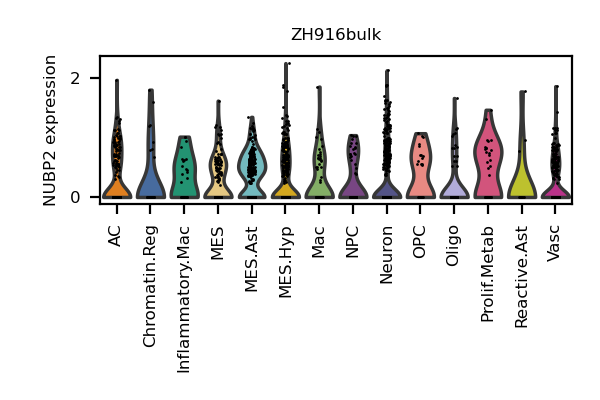 ZH916bulk
NUBP2 expression
2
0
AC
Chromatin.Reg
Inflammatory.Mac
MES
MES.Ast
MES.Hyp
Mac
NPC
Neuron
OPC
Oligo
Prolif.Metab
Reactive.Ast
Vasc